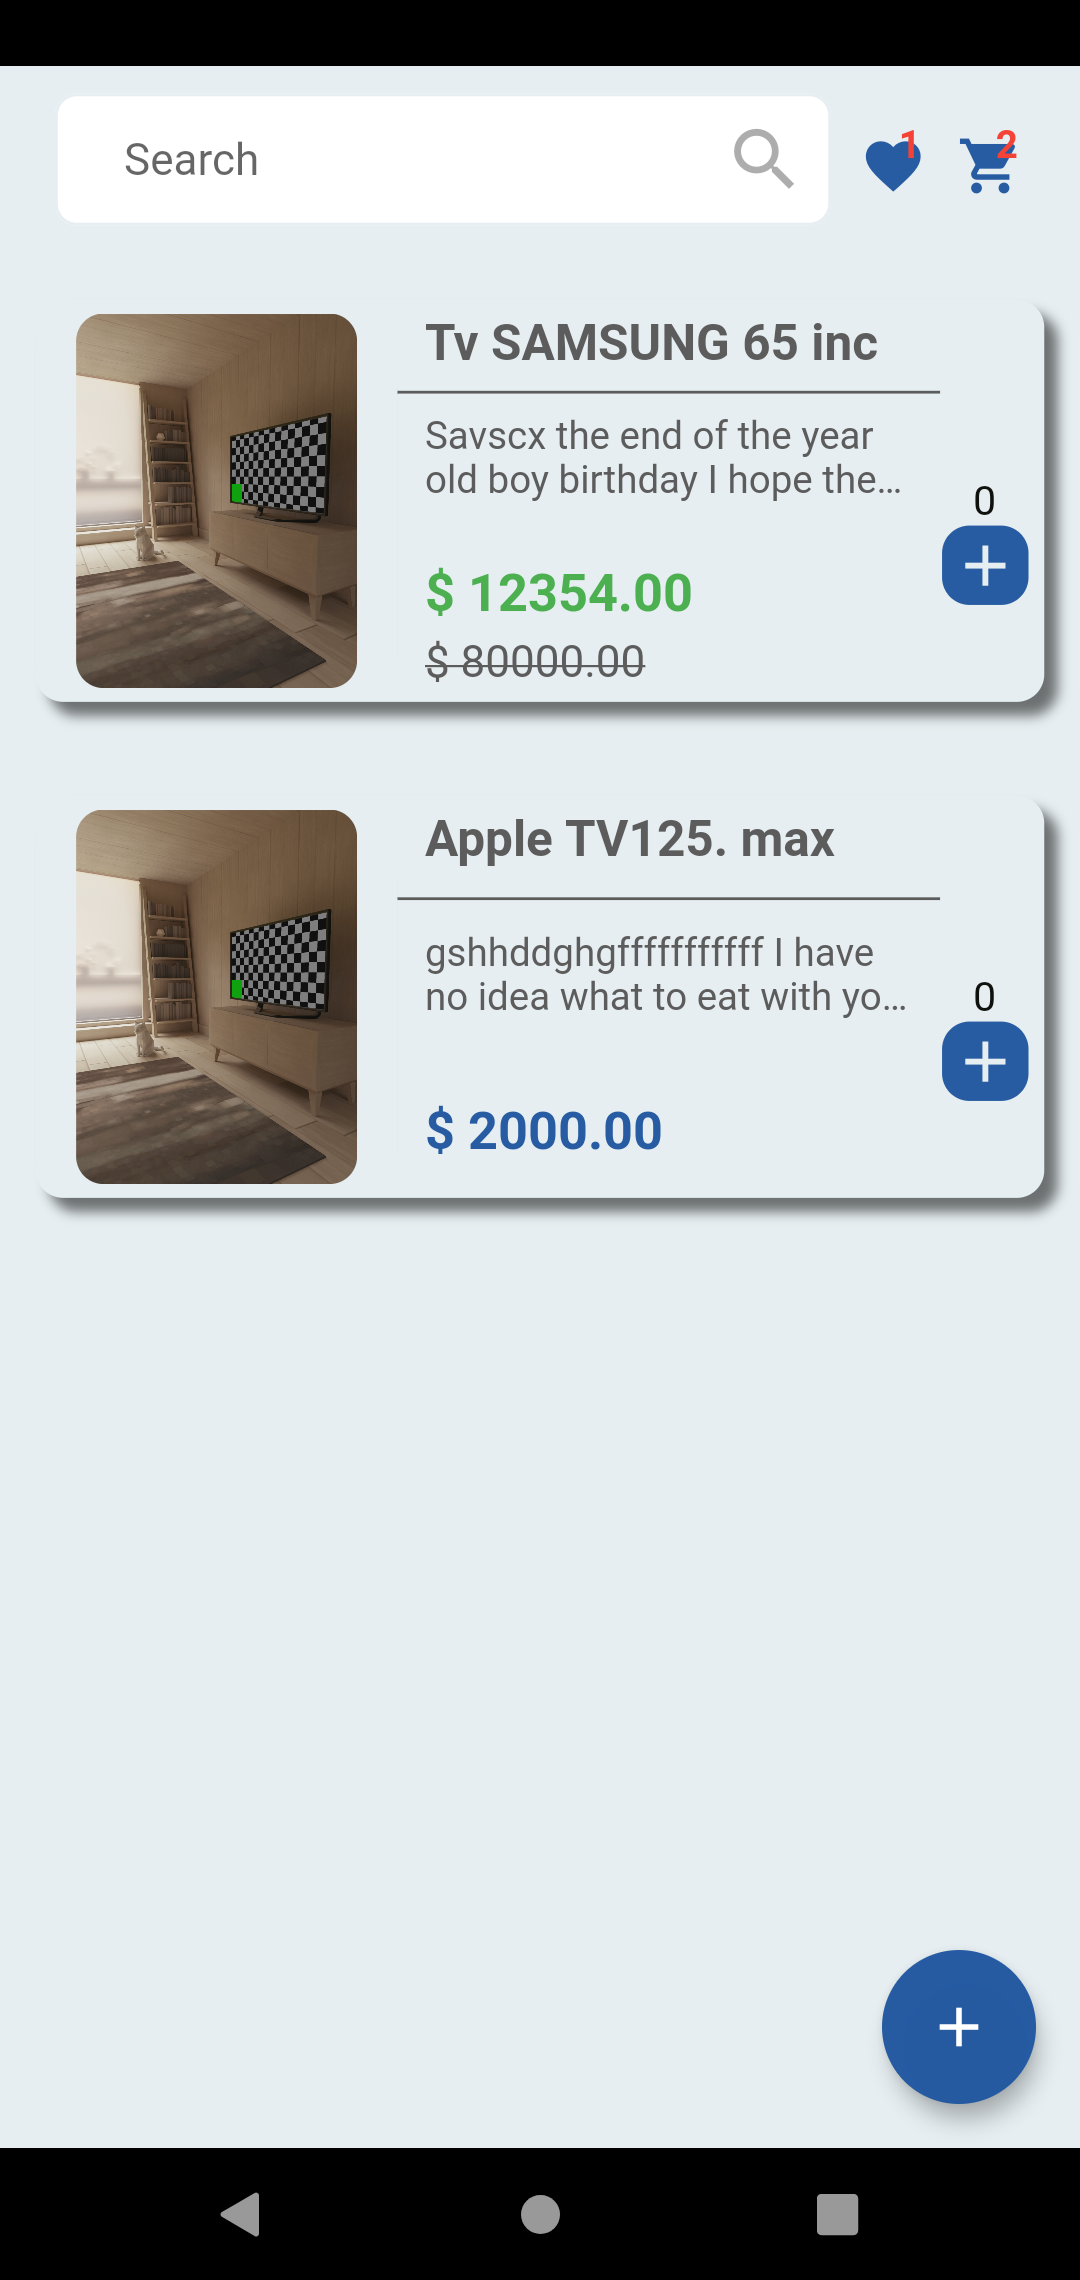 Search
1
2
Tv SAMSUNG 65 inc
Savscx the end of the year
old boy birthday I hope the...
0
$ 12354.00
$ 80000.00
Apple TV125. max
gshhddghgfffffffffff I have
no idea what to eat with yo...
0
$ 2000.00